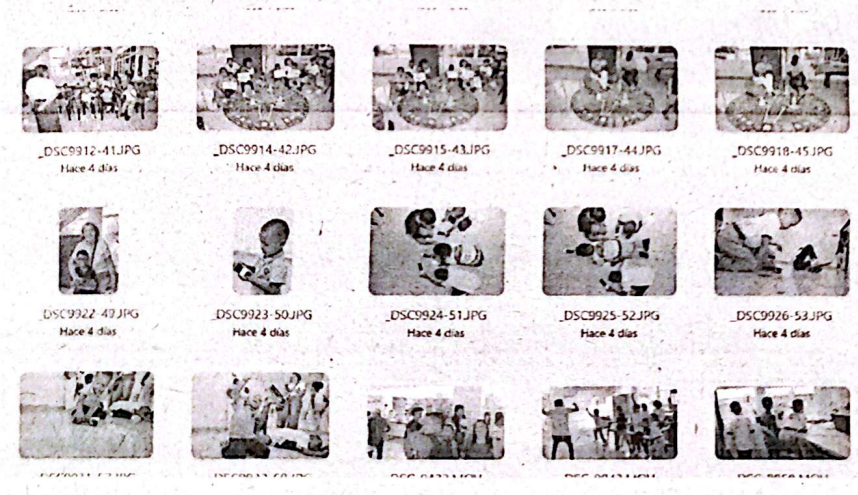 _DSC9912-41.JPG _DSC9914-42.JPG _DSC9915-43.JPG _DSC9917-44.JPG _DSC9918-45.JPG
Hace 4 días Hace 4 días Hace 4 días Hace 4 días Hace 4 días
_DSC9922-49.JPG _DSC9923-50.JPG _DSC9924-51.JPG _DSC9925-52.JPG _DSC9926-53.JPG
Hace 4 días Hace 4 días Hace 4 días Hace 4 días Hace 4 días